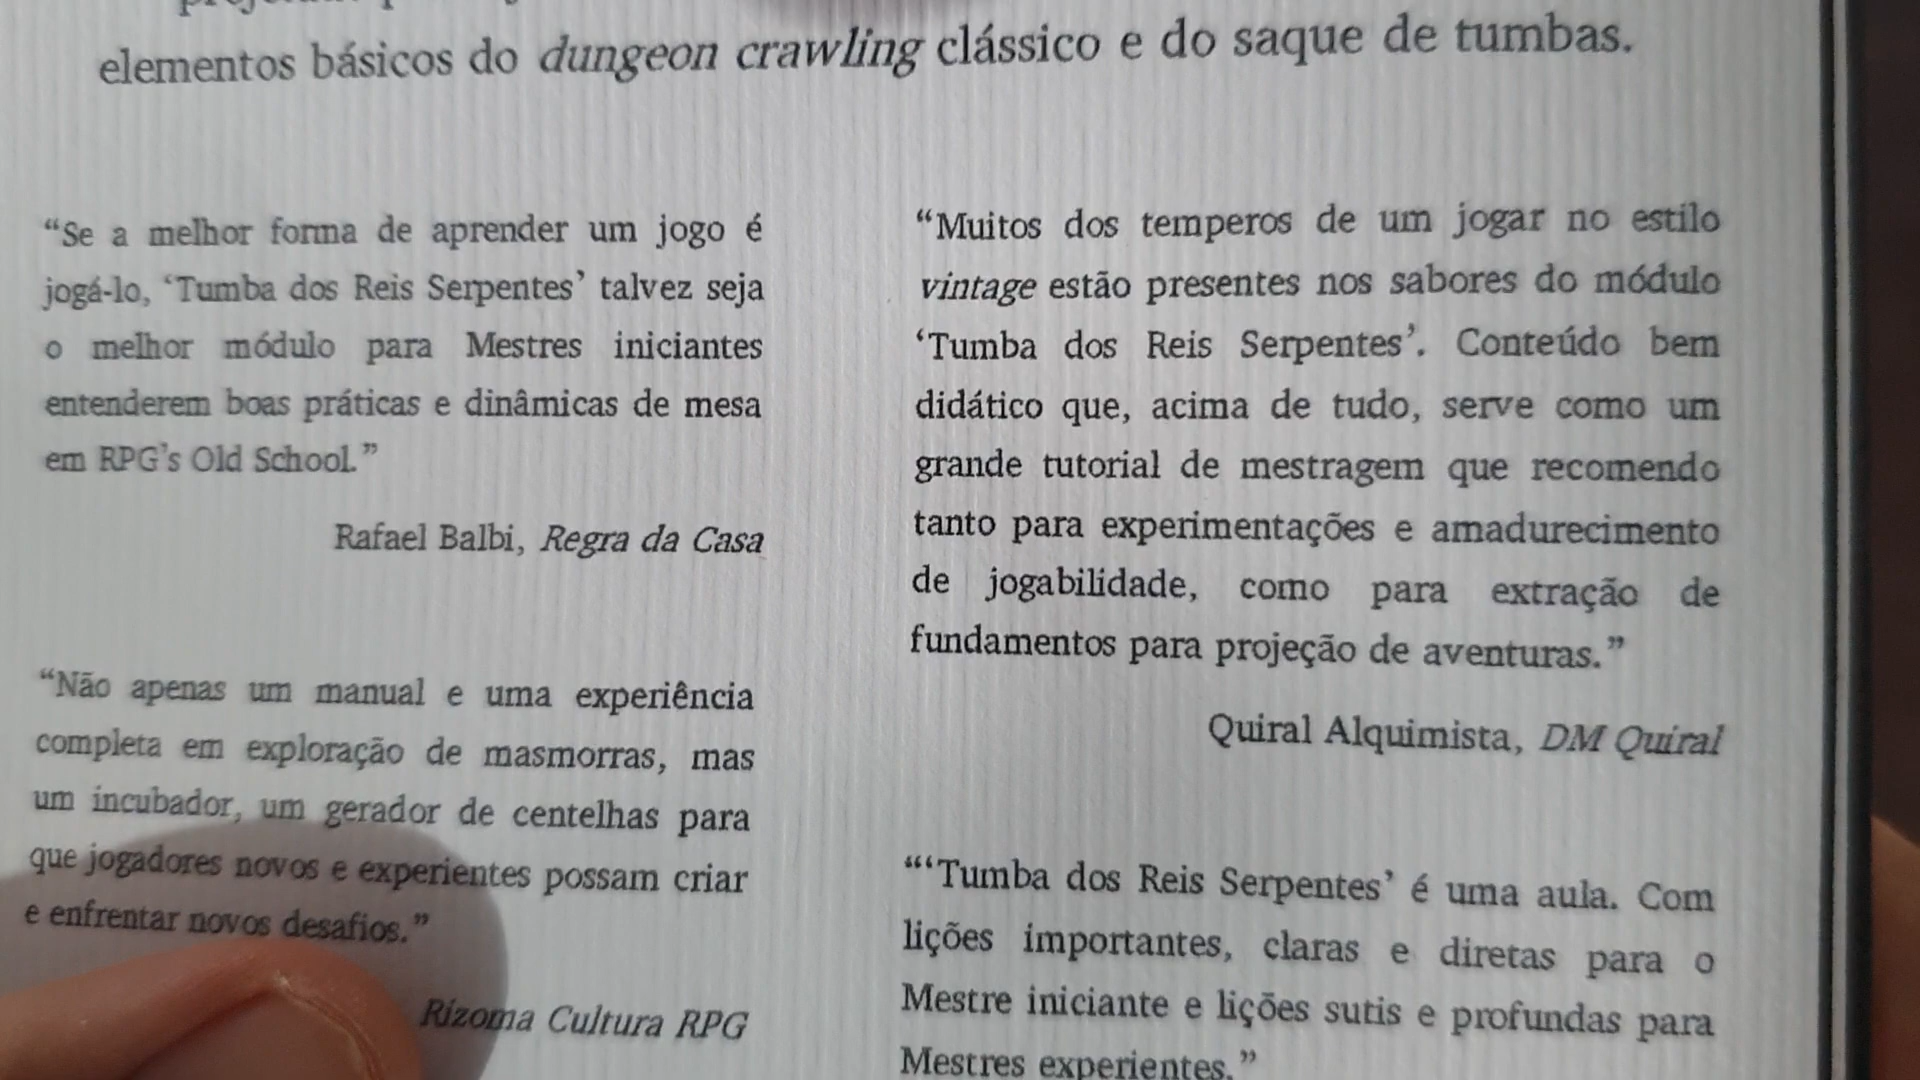 elementos básicos do dungeon crawling clássico e do saque de tumbas.
“Se a melhor forma de aprender um jogo é
jogá-lo, ‘Tumba dos Reis Serpentes’ talvez seja
o melhor módulo para Mestres iniciantes
entenderem boas práticas e dinâmicas de mesa
em RPG’s Old School.”
Rafael Balbi, Regra da Casa
“Não apenas um manual e uma experiência
completa em exploração de masmorras, mas
um incubador, um gerador de centelhas para
que jogadores novos e experientes possam criar
e enfrentar novos desafios.”
Rizoma Cultura RPG
“Muitos dos temperos de um jogar no estilo
vintage estão presentes nos sabores do módulo
‘Tumba dos Reis Serpentes’. Conteúdo bem
didático que, acima de tudo, serve como um
grande tutorial de mestragem que recomendo
tanto para experimentações e amadurecimento
de jogabilidade, como para extração de
fundamentos para projeção de aventuras.”
Quiral Alquimista, DM Quiral
“‘Tumba dos Reis Serpentes’ é uma aula. Com
lições importantes, claras e diretas para o
Mestre iniciante e lições sutis e profundas para
Mestres experientes.”